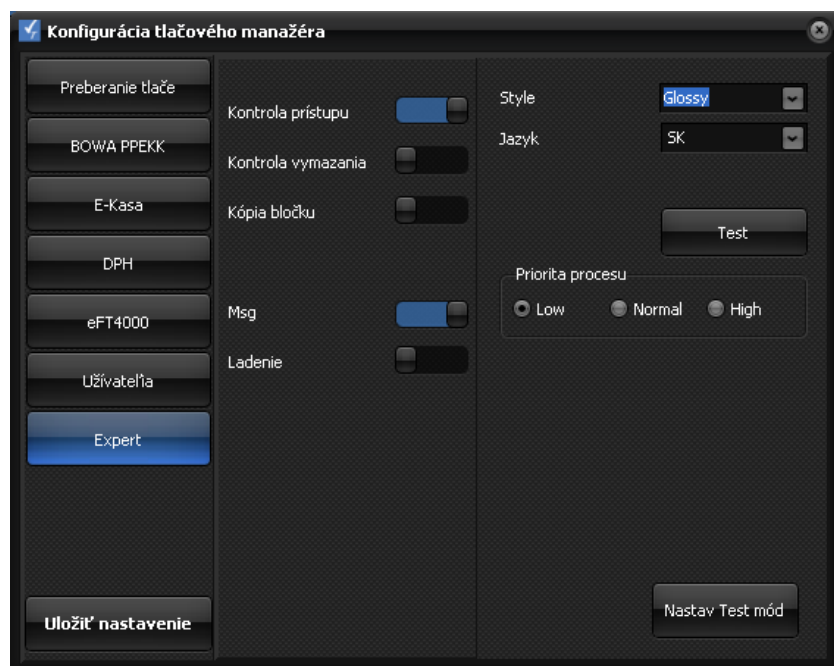 Konfigurácia tlačového manažéra
Preberanie tlače
BOWA PPEKK
E-Kasa
DPH
eFT4000
Užívateľia
Expert
Uložiť nastavenie
Kontrola prístupu
Kontrola vymazania
Kópia bločku
Msg
Ladenie
Style Glossy
Jazyk SK
Test
Priorita procesu
Low Normal High
Nastav Test mód